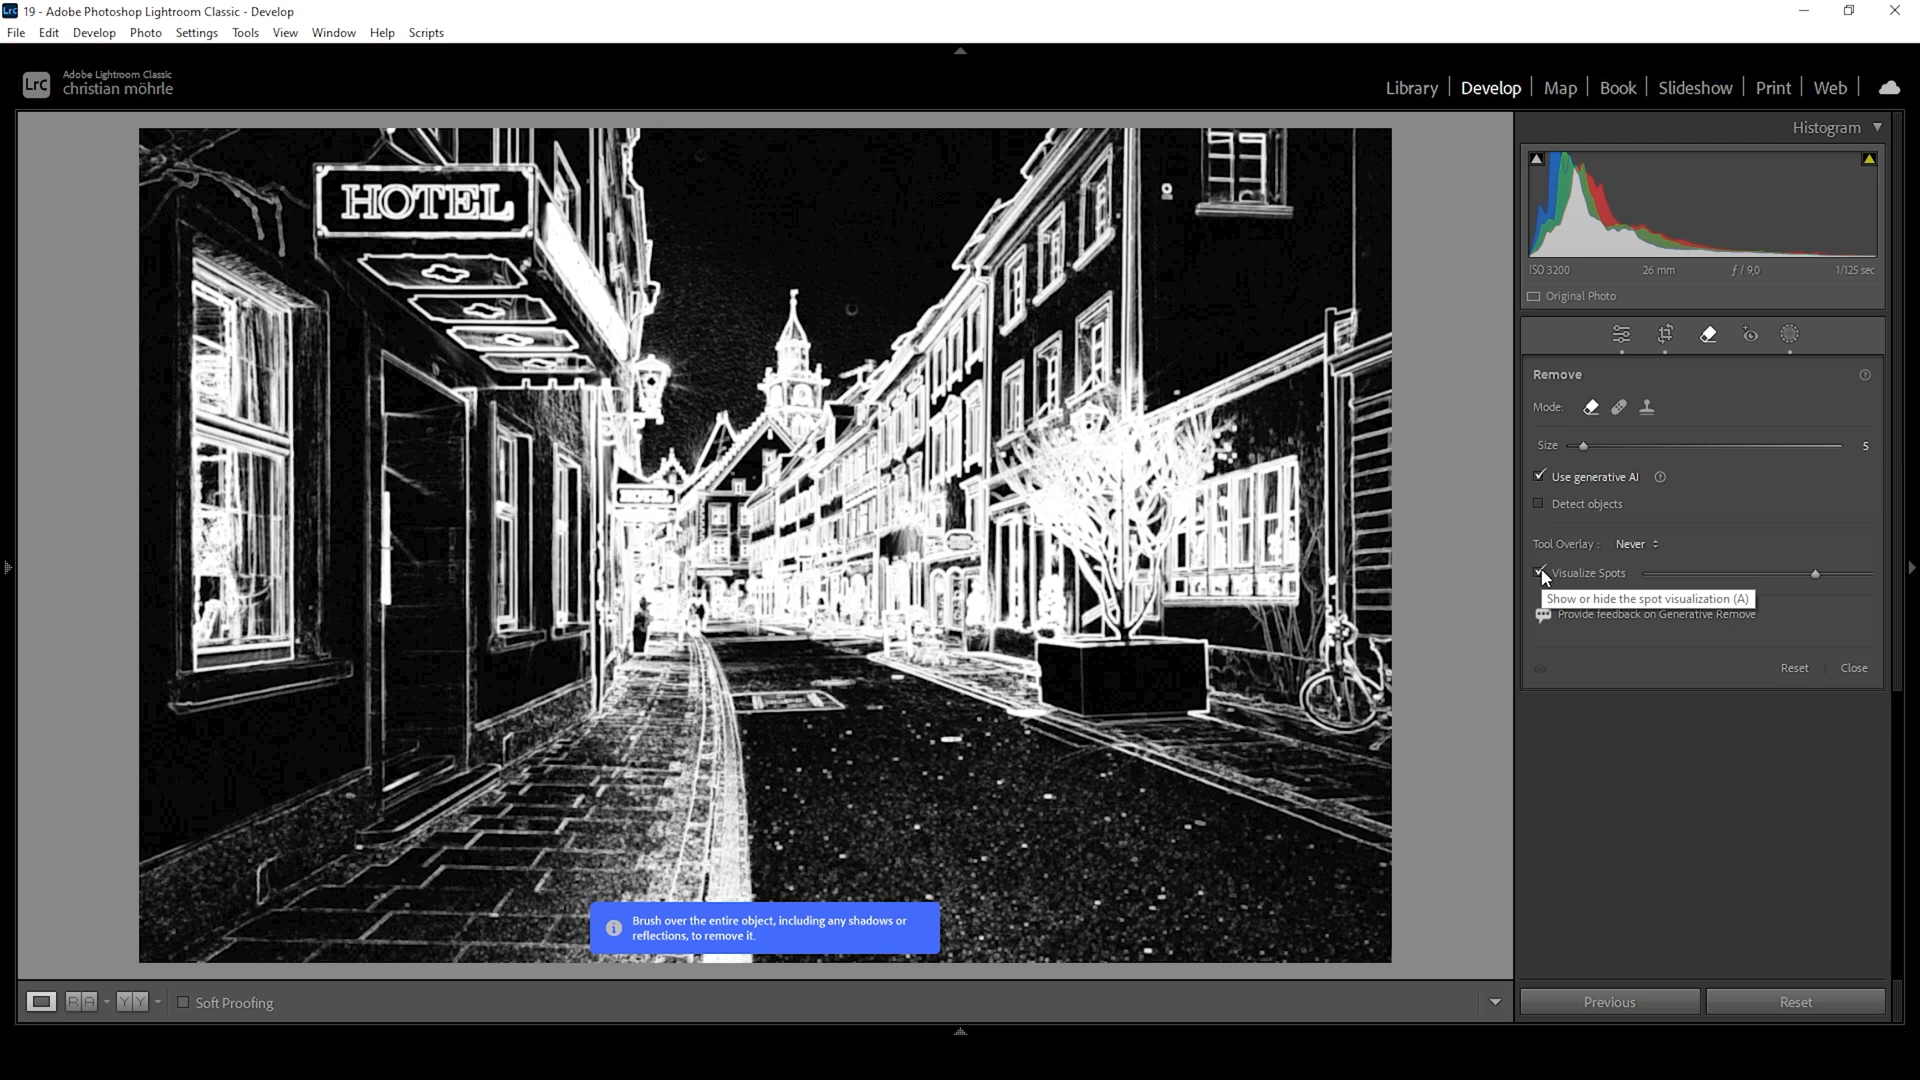 Lrc 19 - Adobe Photoshop Lightroom Classic - Develop
File Edit Develop Photo Settings Tools View Window Help Scripts
LrC
Adobe Lightroom Classic
christian möhrle
Library Develop Map Book Slideshow Print Web
Histogram
ISO 3200 26 mm ƒ / 9,0 1/125 sec
Original Photo
Remove
Mode:
Size 5
Use generative AI
Detect objects
Tool Overlay : Never
Visualize Spots
Show or hide the spot visualization (A)
Provide feedback on Generative Remove
Reset Close
HOTEL
HOTEL
Brush over the entire object, including any shadows or
reflections, to remove it.
R A Y Y Soft Proofing
Previous Reset